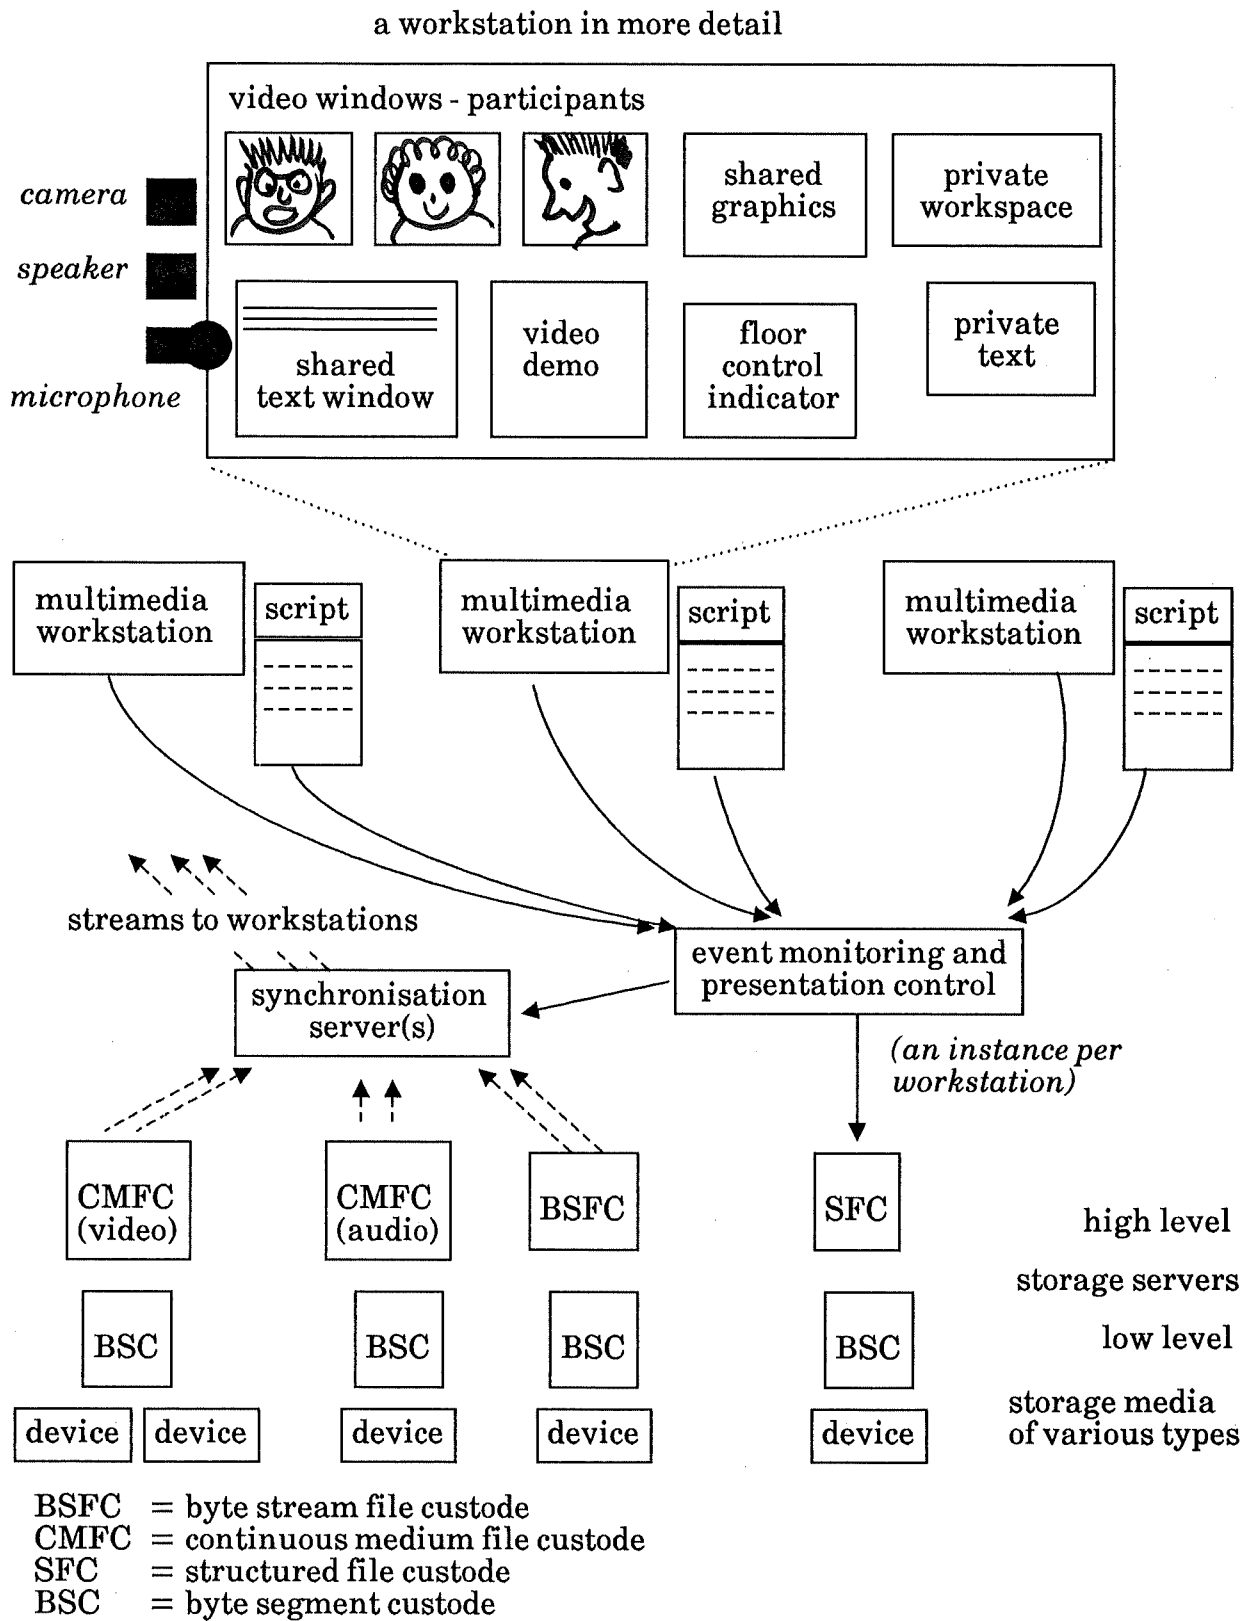 a workstation in more detail
video windows - participants
camera
speaker
microphone
shared
graphics
private
workspace
shared
text window
video
demo
floor
control
indicator
private
text
multimedia
workstation
script
multimedia
workstation
script
multimedia
workstation
script
streams to workstations
event monitoring and
presentation control
synchronisation
server(s)
(an instance per
workstation)
CMFC
(video)
CMFC
(audio)
BSFC
SFC
high level
storage servers
BSC
BSC
BSC
BSC
low level
device
device
device
device
device
storage media
of various types
BSFC = byte stream file custode
CMFC = continuous medium file custode
SFC = structured file custode
BSC = byte segment custode